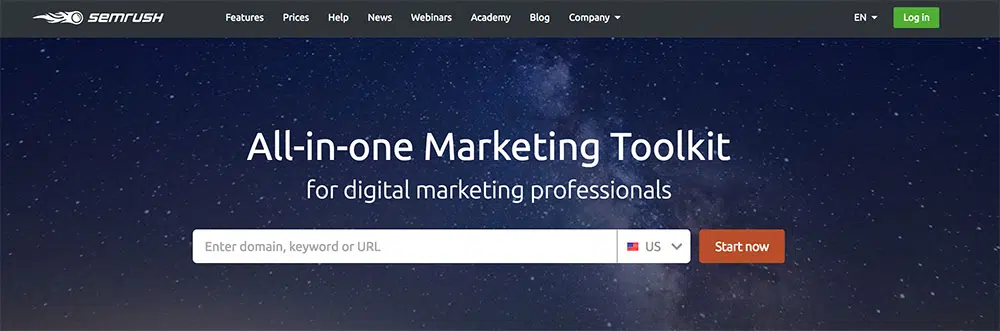 semrush
Features Prices Help News Webinars Academy Blog Company EN Log in
All-in-one Marketing Toolkit
for digital marketing professionals
Enter domain, keyword or URL US Start now